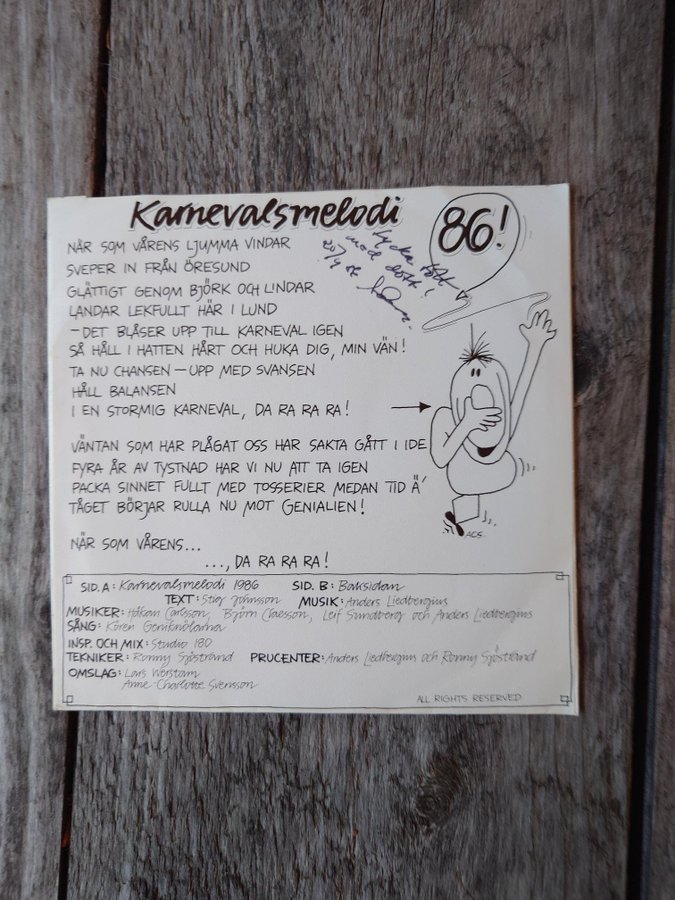 Karnevalsmelodi 86!
NÄR SOM VÅRENS LJUMMA VINDAR
SVEPER IN FRÅN ÖRESUND
GLÄTTIGT GENOM BJÖRK OCH LINDAR
LANDAR LEKFULLT HÄR I LUND
– DET BLÅSER UPP TILL KARNEVAL IGEN
SÅ HÅLL I HATTEN HÅRT OCH HUKA DIG, MIN VÄN!
TA NU CHANSEN – UPP MED SVANSEN
HÅLL BALANSEN
I EN STORMIG KARNEVAL, DA RA RA RA!
VÄNTAN SOM HAR PLÅGAT OSS HAR SAKTA GÅTT I IDE
FYRA ÅR AV TYSTNAD HAR VI NU ATT TA IGEN
PACKA SINNET FULLT MED TOSSERIER MEDAN TID Ä'
TÅGET BÖRJAR RULLA NU MOT GENIALIEN!
NÄR SOM VÅRENS...
..., DA RA RA RA!
ACS
SID. A: Karnevalsmelodi 1986 SID. B: Baksidan
TEXT: Stig Johnsson MUSIK: Anders Liedbergius
MUSIKER: Håkan Carlsson, Björn Claesson, Leif Sundberg och Anders Liedbergius
SÅNG: Kören Geniknölarna
INSP. OCH MIX: Studio 180
TEKNIKER: Ronny Sjöstrand PRUCENTER: Anders Liedbergius och Ronny Sjöstrand
OMSLAG: Lars Worstam
Anne-Charlotte Svensson
ALL RIGHTS RESERVED